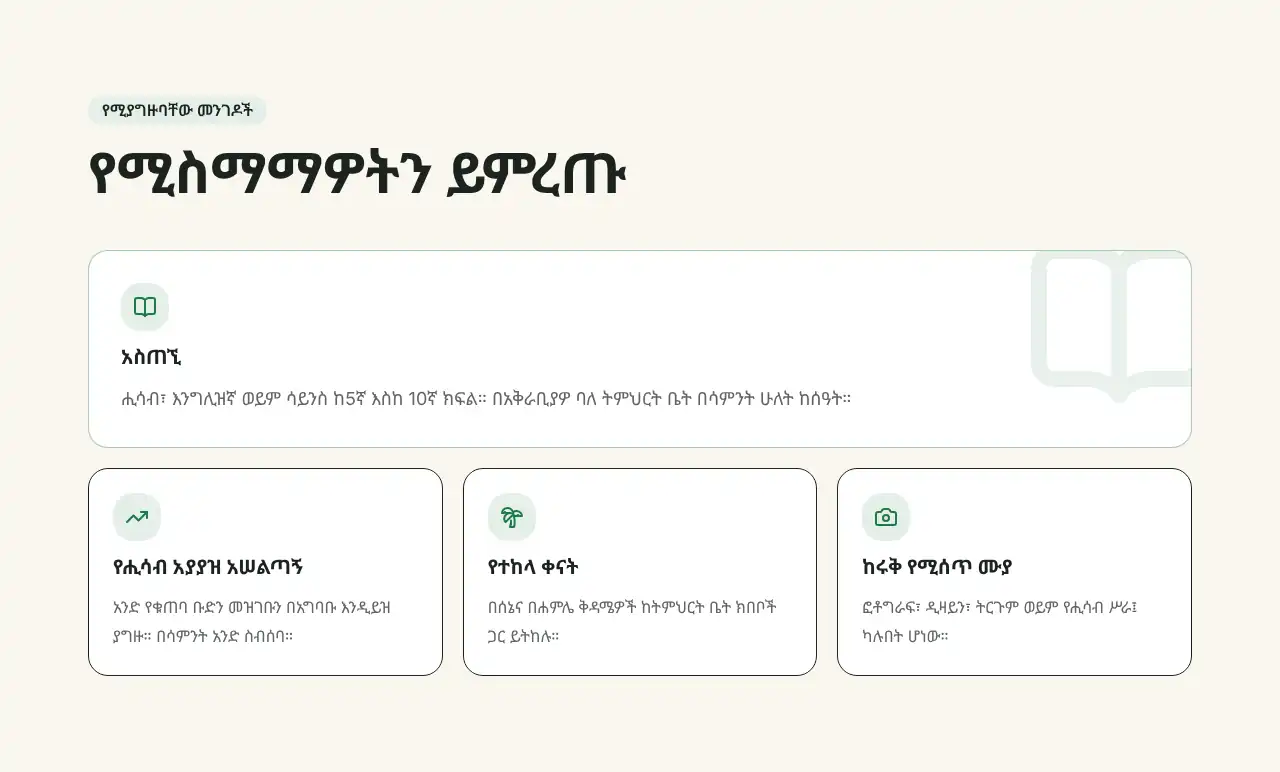 የሚያግዙባቸው መንገዶች
የሚስማማዎትን ይምረጡ
አስጠኚ
ሒሳብ፣ እንግሊዝኛ ወይም ሳይንስ ከ5ኛ እስከ 10ኛ ክፍል። በአቅራቢያዎ ባለ ትምህርት ቤት በሳምንት ሁለት ከሰዓት።
የሒሳብ አያያዝ አሠልጣኝ
አንድ የቁጠባ ቡድን መዝገቡን በአግባቡ እንዲይዝ
ያግዙ። በሳምንት አንድ ስብሰባ።
የተከላ ቀናት
በሰኔና በሐምሌ ቅዳሜዎች ከትምህርት ቤት ክበቦች
ጋር ይትከሉ።
ከሩቅ የሚሰጥ ሙያ
ፎቶግራፍ፣ ዲዛይን፣ ትርጉም ወይም የሒሳብ ሥራ፤
ካሉበት ሆነው።